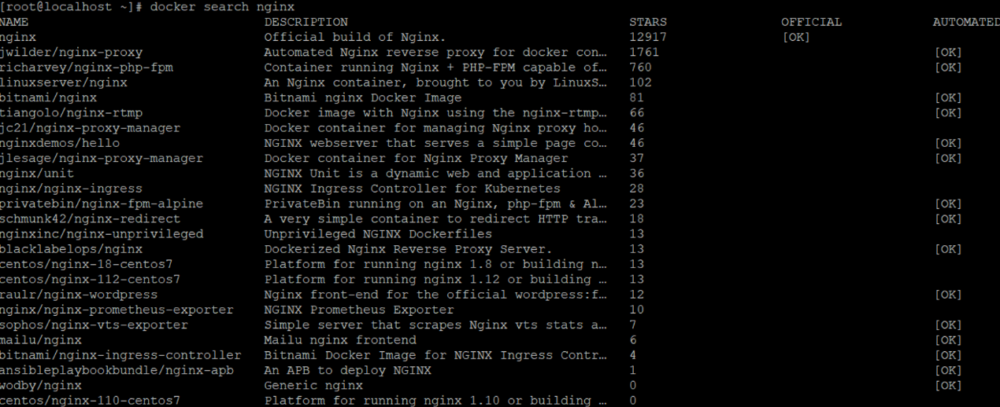 [root@localhost ~]# docker search nginx
NAME DESCRIPTION STARS OFFICIAL AUTOMATED
nginx Official build of Nginx. 12917 [OK]
jwilder/nginx-proxy Automated Nginx reverse proxy for docker con… 1761 [OK]
richarvey/nginx-php-fpm Container running Nginx + PHP-FPM capable of… 760 [OK]
linuxserver/nginx An Nginx container, brought to you by LinuxS… 102
bitnami/nginx Bitnami nginx Docker Image 81 [OK]
tiangolo/nginx-rtmp Docker image with Nginx using the nginx-rtmp… 66 [OK]
jc21/nginx-proxy-manager Docker container for managing Nginx proxy ho… 46
nginxdemos/hello NGINX webserver that serves a simple page co… 46 [OK]
jlesage/nginx-proxy-manager Docker container for Nginx Proxy Manager 37 [OK]
nginx/unit NGINX Unit is a dynamic web and application … 36
nginx/nginx-ingress NGINX Ingress Controller for Kubernetes 28
privatebin/nginx-fpm-alpine PrivateBin running on an Nginx, php-fpm & Al… 23 [OK]
schmunk42/nginx-redirect A very simple container to redirect HTTP tra… 18 [OK]
nginxinc/nginx-unprivileged Unprivileged NGINX Dockerfiles 13
blacklabelops/nginx Dockerized Nginx Reverse Proxy Server. 13 [OK]
centos/nginx-18-centos7 Platform for running nginx 1.8 or building n… 13
centos/nginx-112-centos7 Platform for running nginx 1.12 or building … 13
raulr/nginx-wordpress Nginx front-end for the official wordpress:f… 12 [OK]
nginx/nginx-prometheus-exporter NGINX Prometheus Exporter 10
sophos/nginx-vts-exporter Simple server that scrapes Nginx vts stats a… 7 [OK]
mailu/nginx Mailu nginx frontend 6 [OK]
bitnami/nginx-ingress-controller Bitnami Docker Image for NGINX Ingress Contr… 4 [OK]
ansibleplaybookbundle/nginx-apb An APB to deploy NGINX 1 [OK]
wodby/nginx Generic nginx 0 [OK]
centos/nginx-110-centos7 Platform for running nginx 1.10 or building … 0